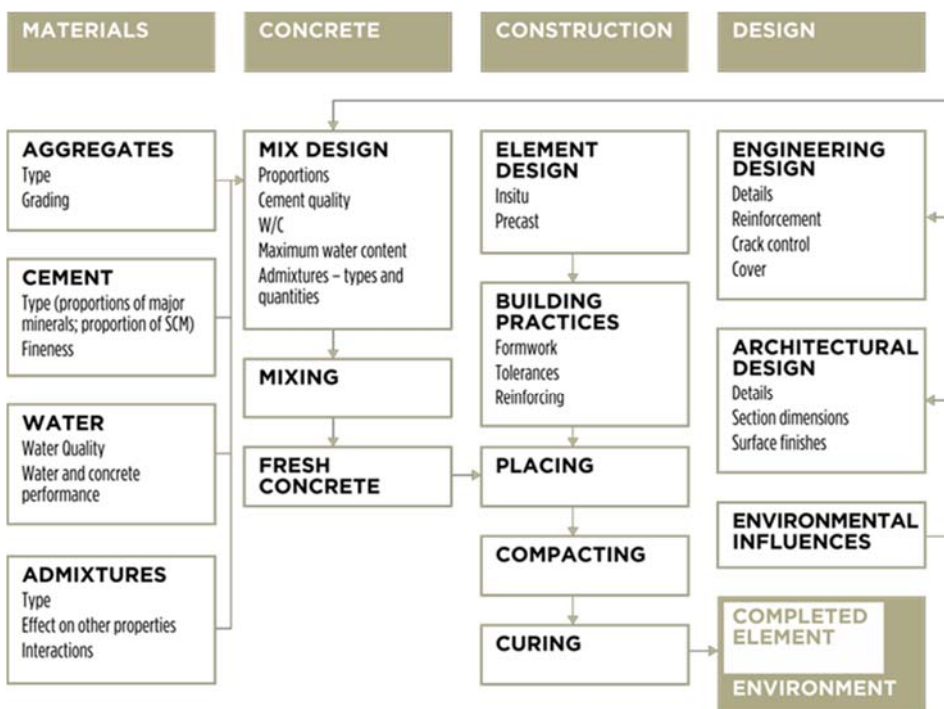 MATERIALS
CONCRETE
CONSTRUCTION
DESIGN
AGGREGATES
Type
Grading
CEMENT
Type (proportions of major
minerals; proportion of SCM)
Fineness
WATER
Water Quality
Water and concrete
performance
ADMIXTURES
Type
Effect on other properties
Interactions
MIX DESIGN
Proportions
Cement quality
W/C
Maximum water content
Admixtures – types and
quantities
MIXING
FRESH
CONCRETE
ELEMENT
DESIGN
Insitu
Precast
BUILDING
PRACTICES
Formwork
Tolerances
Reinforcing
PLACING
COMPACTING
CURING
ENGINEERING
DESIGN
Details
Reinforcement
Crack control
Cover
ARCHITECTURAL
DESIGN
Details
Section dimensions
Surface finishes
ENVIRONMENTAL
INFLUENCES
COMPLETED
ELEMENT
ENVIRONMENT